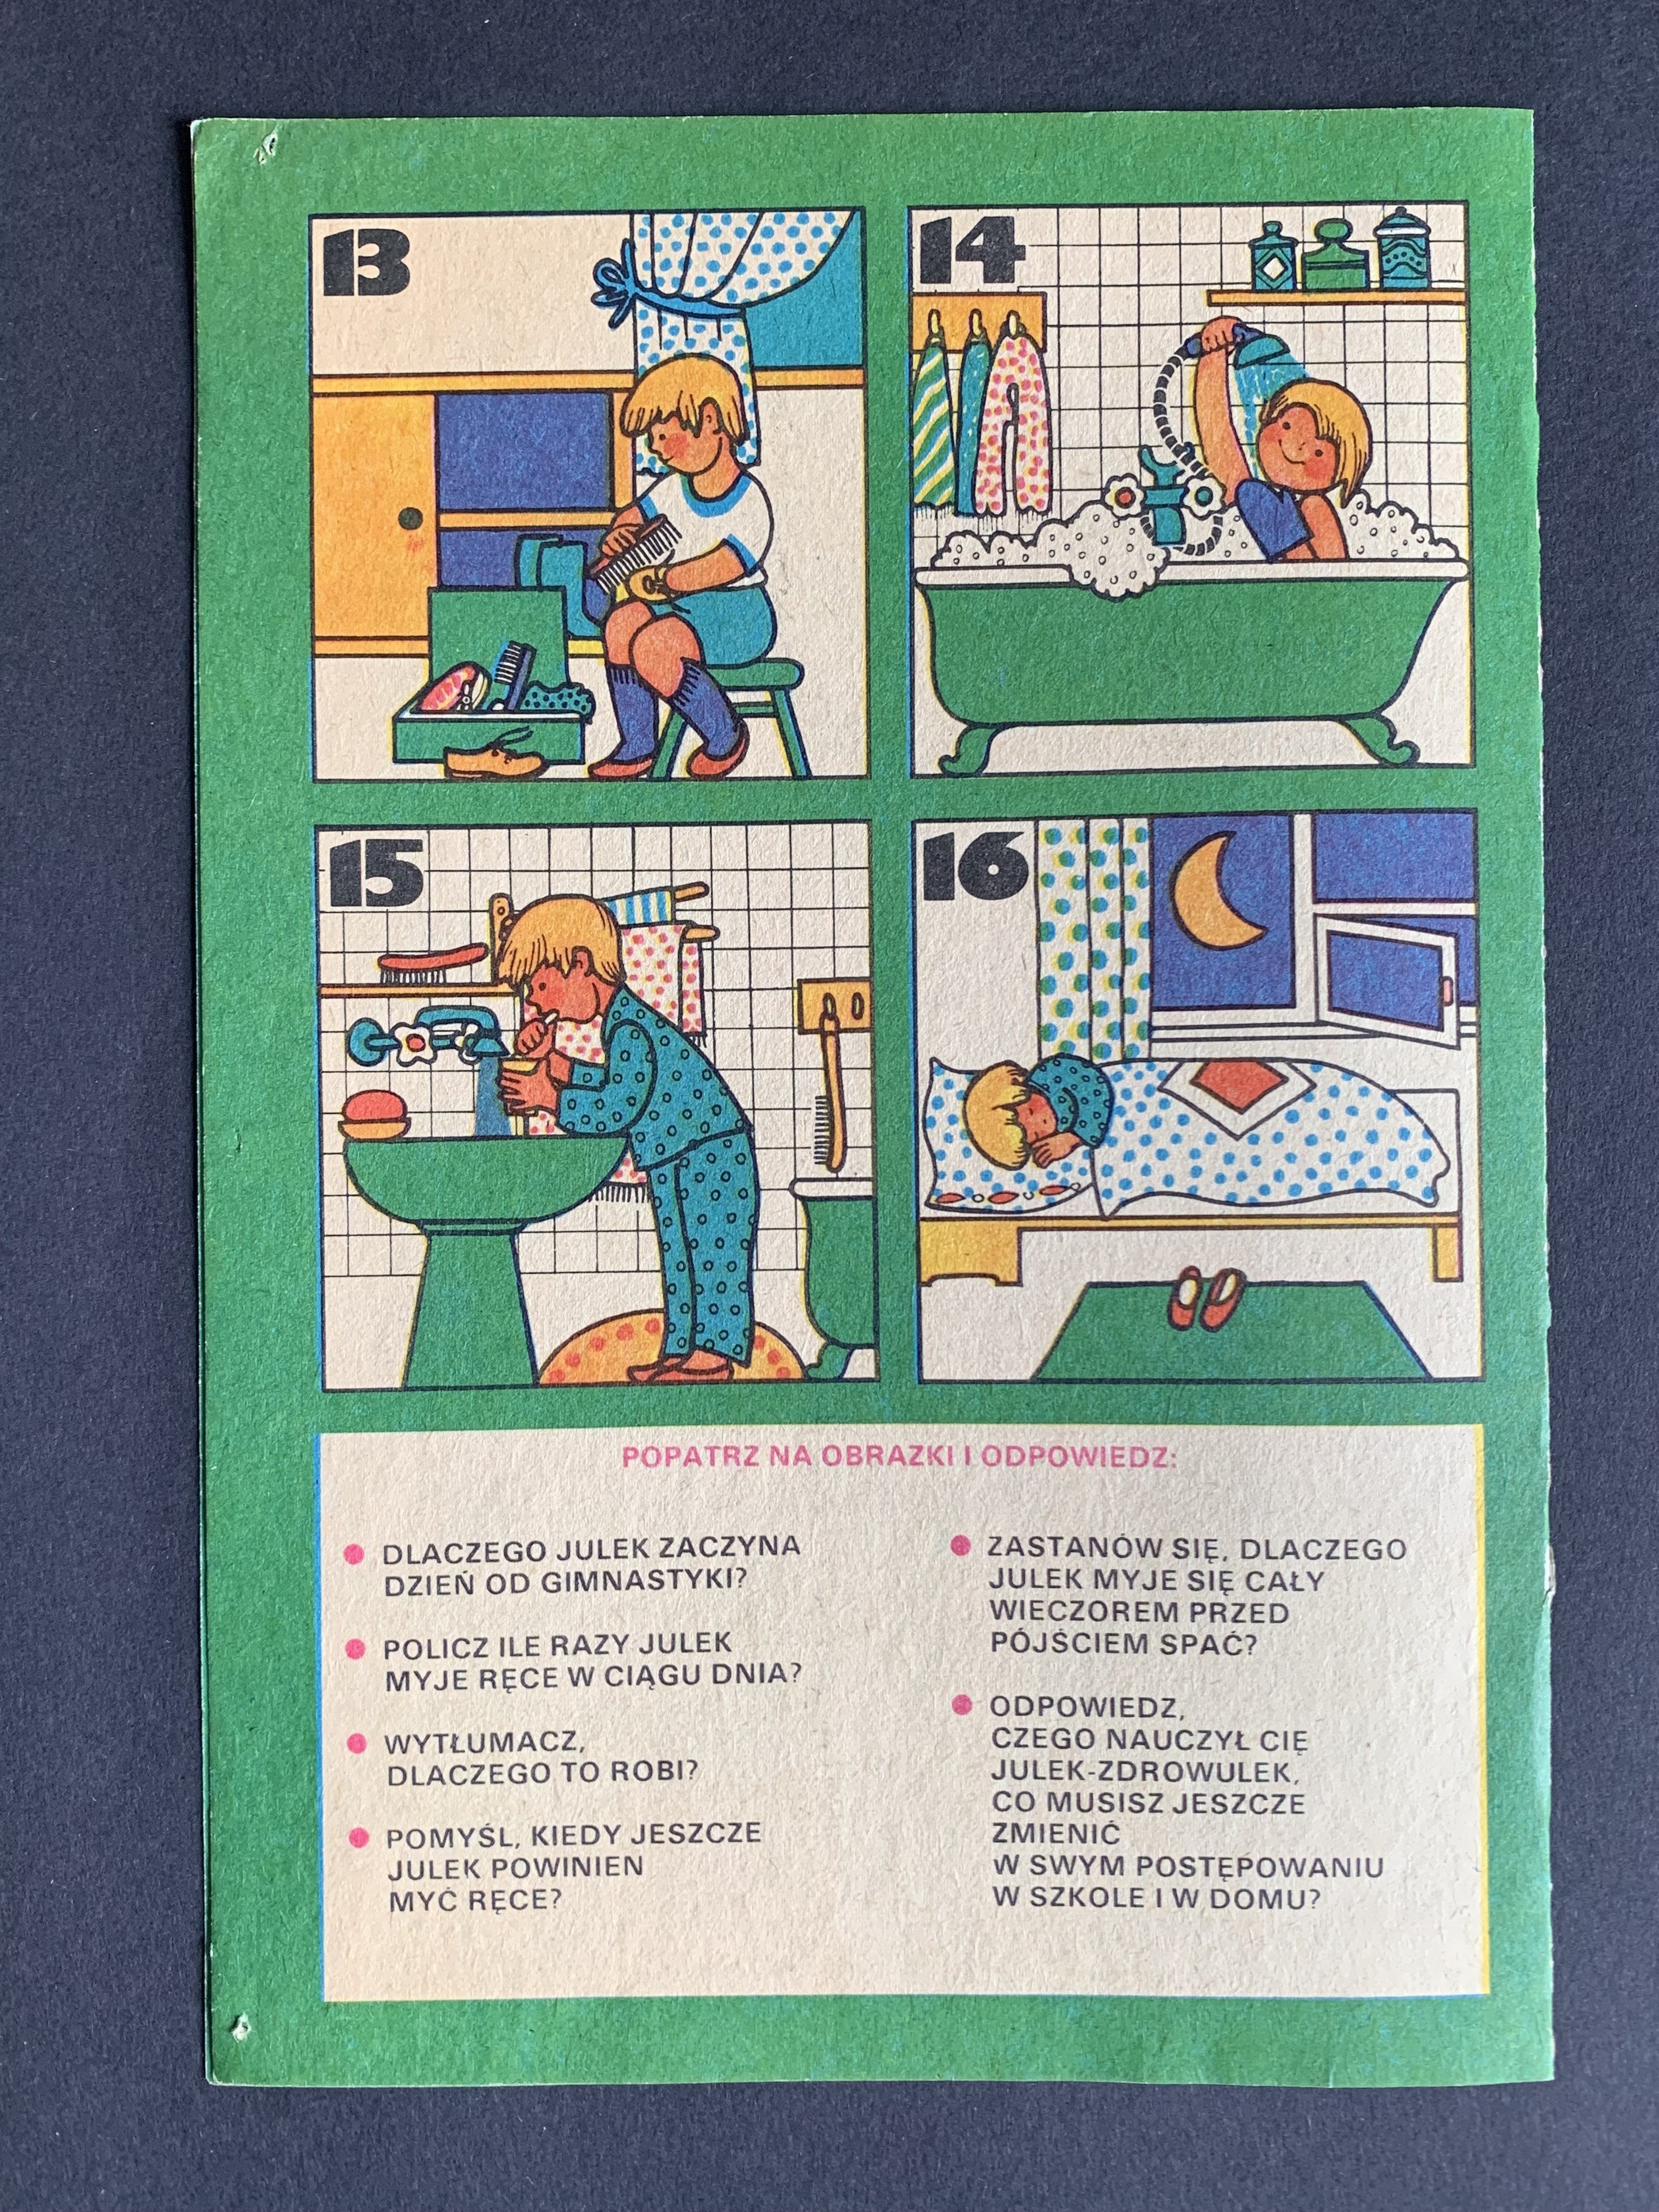 13
14
15
16
POPATRZ NA OBRAZKI I ODPOWIEDZ:
● DLACZEGO JULEK ZACZYNA
DZIEŃ OD GIMNASTYKI?
● POLICZ ILE RAZY JULEK
MYJE RĘCE W CIĄGU DNIA?
● WYTŁUMACZ,
DLACZEGO TO ROBI?
● POMYŚL, KIEDY JESZCZE
JULEK POWINIEN
MYĆ RĘCE?
● ZASTANÓW SIĘ, DLACZEGO
JULEK MYJE SIĘ CAŁY
WIECZOREM PRZED
PÓJŚCIEM SPAĆ?
● ODPOWIEDZ,
CZEGO NAUCZYŁ CIĘ
JULEK-ZDROWULEK,
CO MUSISZ JESZCZE
ZMIENIĆ
W SWYM POSTĘPOWANIU
W SZKOLE I W DOMU?